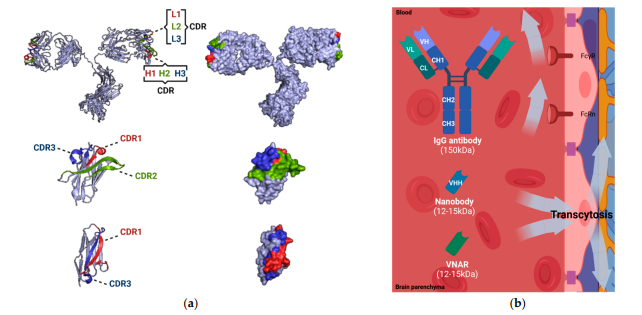 L1
L2 CDR
L3
H1 H2 H3
CDR
CDR3
CDR1
CDR2
CDR1
CDR3
(a)
Blood
VH
VL
CH1
CL
FcγR
CH2
FcRn
CH3
IgG antibody
(150kDa)
VHH
Nanobody
(12-15kDa)
Transcytosis
VNAR
(12-15kDa)
Brain parenchyma
(b)